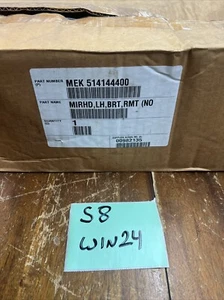 PART NUMBER
(P)
MEK 514144400
PART NAME
MIRHD,LH,BRT,RMT (NO
QUANTITY
1
S8
WIN24